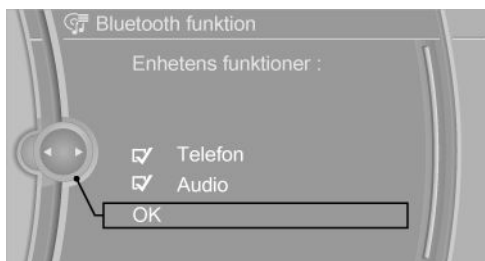 Bluetooth funktion
Enhetens funktioner :
Telefon
Audio
OK